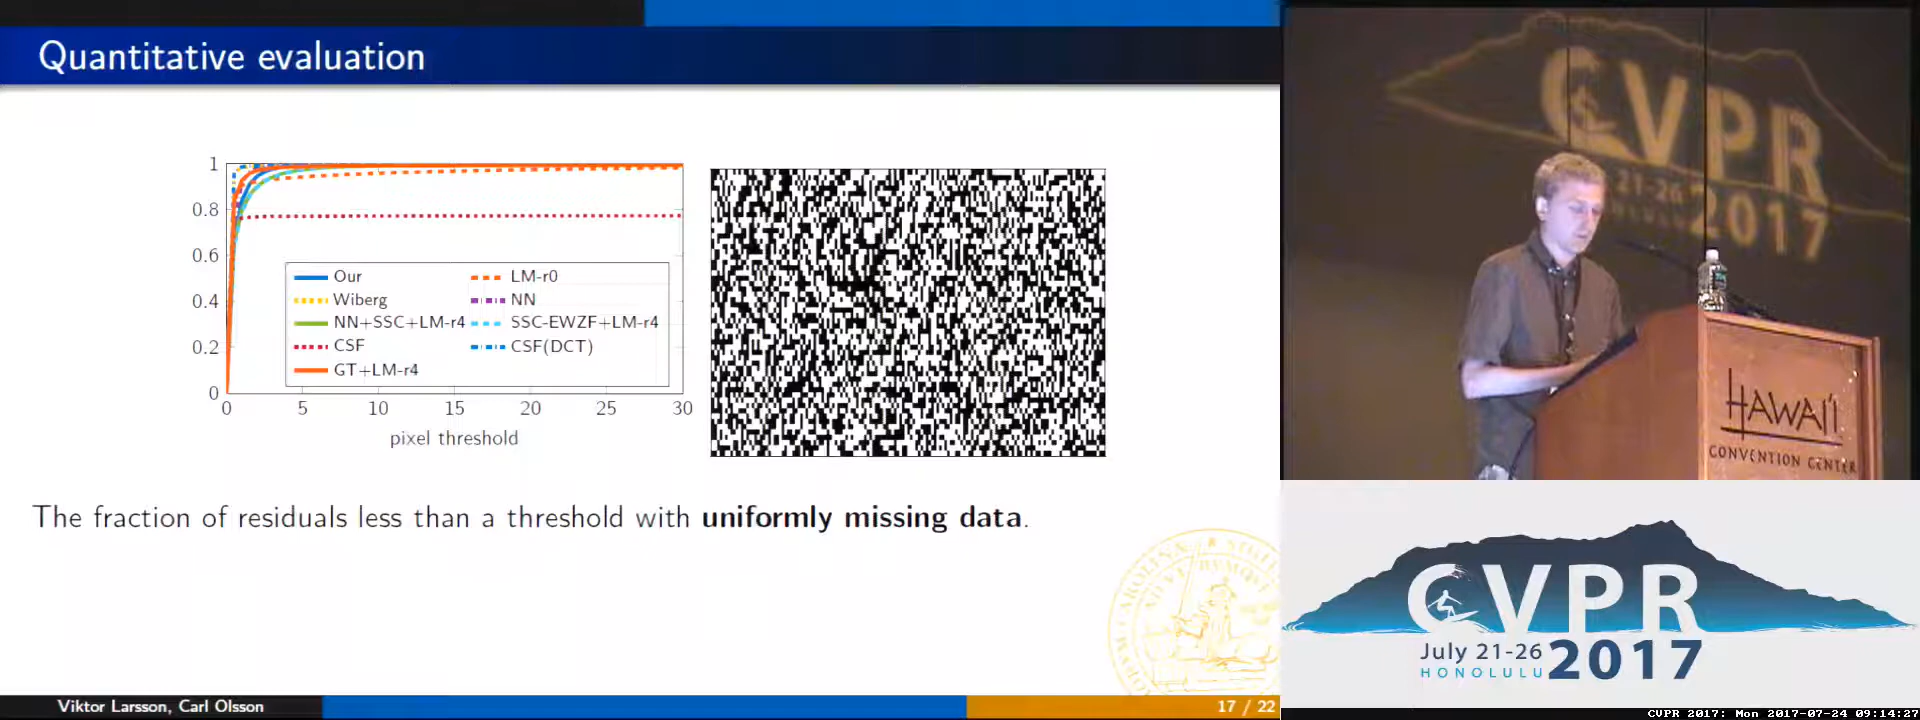 Quantitative evaluation
1
0.8
0.6
0.4
0.2
0
0 5 10 15 20 25 30
pixel threshold
Our
Wiberg
NN+SSC+LM-r4
CSF
GT+LM-r4
LM-r0
NN
SSC-EWZF+LM-r4
CSF(DCT)
The fraction of residuals less than a threshold with uniformly missing data.
Viktor Larsson, Carl Olsson
17 / 22
CVPR
21-26
2017
HAWAI'I
CONVENTION CENTER
CVPR
July 21-26
HONOLULU
2017
CVPR 2017: Mon 2017-07-24 09:14:27